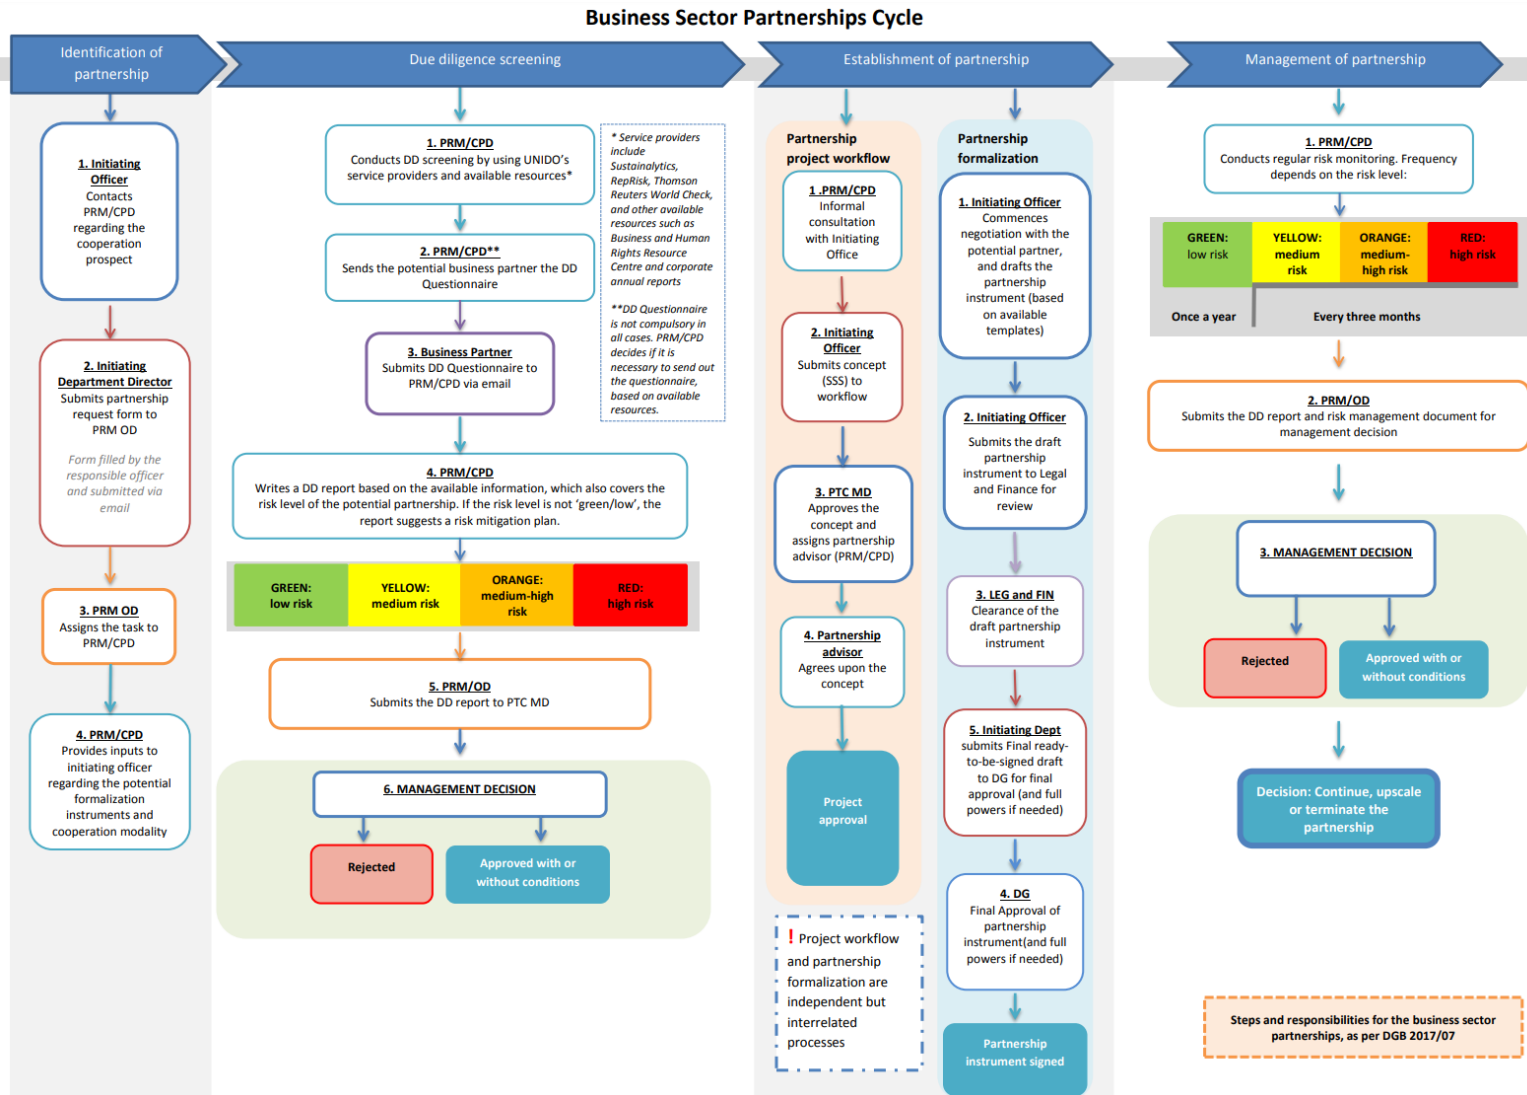 Business Sector Partnerships Cycle
Identification of
partnership
1. Initiating
Officer
Contacts
PRM/CPD
regarding the
cooperation
prospect
2. Initiating
Department Director
Submits partnership
request form to
PRM OD
Form filled by the
responsible officer
and submitted via
email
3. PRM OD
Assigns the task to
PRM/CPD
4. PRM/CPD
Provides inputs to
initiating officer
regarding the potential
formalization
instruments and
cooperation modality
Due diligence screening
1. PRM/CPD
Conducts DD screening by using UNIDO's
service providers and available resources*
2. PRM/CPD**
Sends the potential business partner the DD
Questionnaire
3. Business Partner
Submits DD Questionnaire to
PRM/CPD via email
* Service providers
include
Sustainalytics,
RepRisk, Thomson
Reuters World Check,
and other available
resources such as
Business and Human
Rights Resource
Centre and corporate
annual reports
**DD Questionnaire
is not compulsory in
all cases. PRM/CPD
decides if it is
necessary to send out
the questionnaire,
based on available
resources.
4. PRM/CPD
Writes a DD report based on the available information, which also covers the
risk level of the potential partnership. If the risk level is not 'green/low', the
report suggests a risk mitigation plan.
GREEN:
low risk
YELLOW:
medium risk
ORANGE:
medium-high
risk
RED:
high risk
5. PRM/OD
Submits the DD report to PTC MD
6. MANAGEMENT DECISION
Rejected
Approved with or
without conditions
Establishment of partnership
Partnership
project workflow
1 .PRM/CPD
Informal
consultation
with Initiating
Office
2. Initiating
Officer
Submits concept
(SSS) to
workflow
3. PTC MD
Approves the
concept and
assigns partnership
advisor (PRM/CPD)
4. Partnership
advisor
Agrees upon the
concept
Project
approval
! Project workflow
and partnership
formalization are
independent but
interrelated
processes
Partnership
formalization
1. Initiating Officer
Commences
negotiation with the
potential partner,
and drafts the
partnership
instrument (based
on available
templates)
2. Initiating Officer
Submits the draft
partnership
instrument to Legal
and Finance for
review
3. LEG and FIN
Clearance of the
draft partnership
instrument
5. Initiating Dept
submits Final ready-
to-be-signed draft
to DG for final
approval (and full
powers if needed)
4. DG
Final Approval of
partnership
instrument(and full
powers if needed)
Partnership
instrument signed
Management of partnership
1. PRM/CPD
Conducts regular risk monitoring. Frequency
depends on the risk level:
GREEN:
low risk
YELLOW:
medium
risk
ORANGE:
medium-
high risk
RED:
high risk
Once a year
Every three months
2. PRM/OD
Submits the DD report and risk management document for
management decision
3. MANAGEMENT DECISION
Rejected
Approved with or
without conditions
Decision: Continue, upscale
or terminate the
partnership
Steps and responsibilities for the business sector
partnerships, as per DGB 2017/07